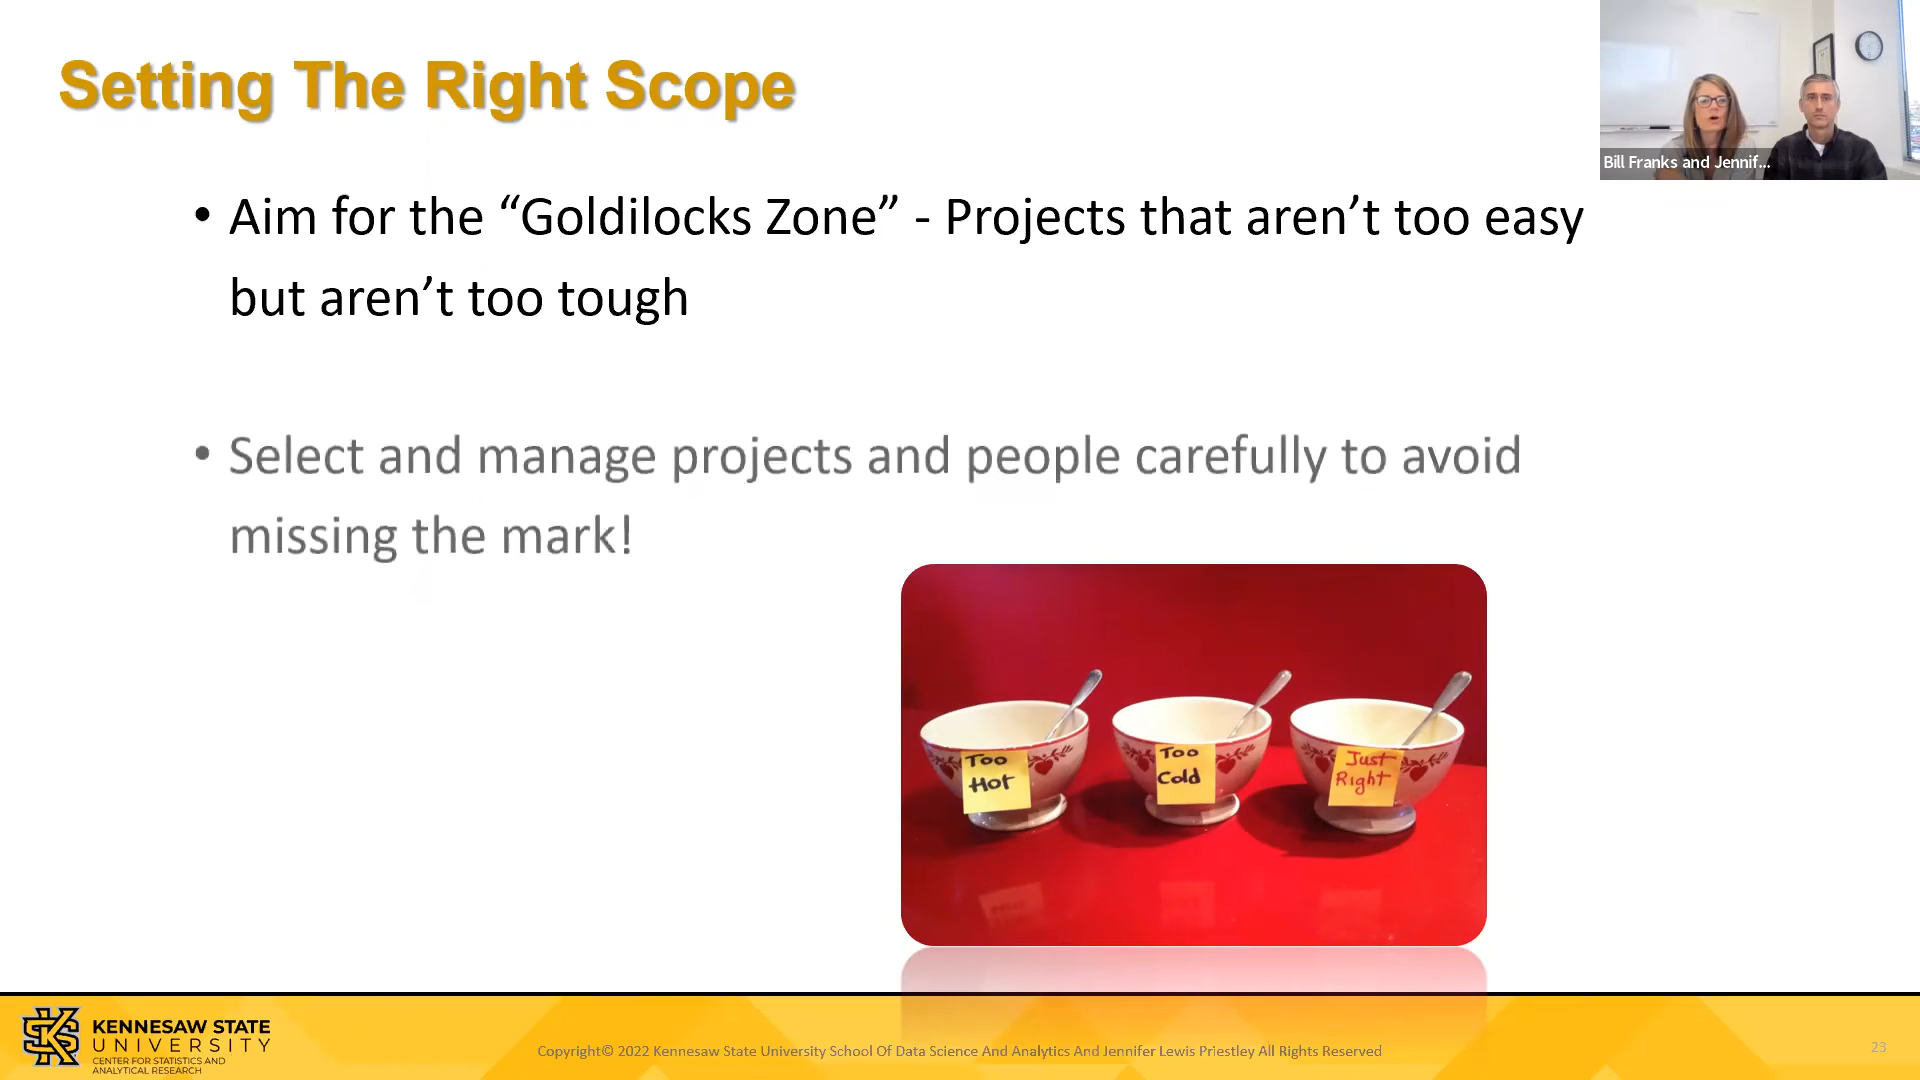 Setting The Right Scope
Bill Franks and Jennif...
• Aim for the “Goldilocks Zone” - Projects that aren’t too easy
but aren’t too tough
• Select and manage projects and people carefully to avoid
missing the mark!
Too
Hot
Too
Cold
Just
Right
KENNESAW STATE
UNIVERSITY
CENTER FOR STATISTICS AND
ANALYTICAL RESEARCH
Copyright© 2022 Kennesaw State University School Of Data Science And Analytics And Jennifer Lewis Priestley All Rights Reserved
23